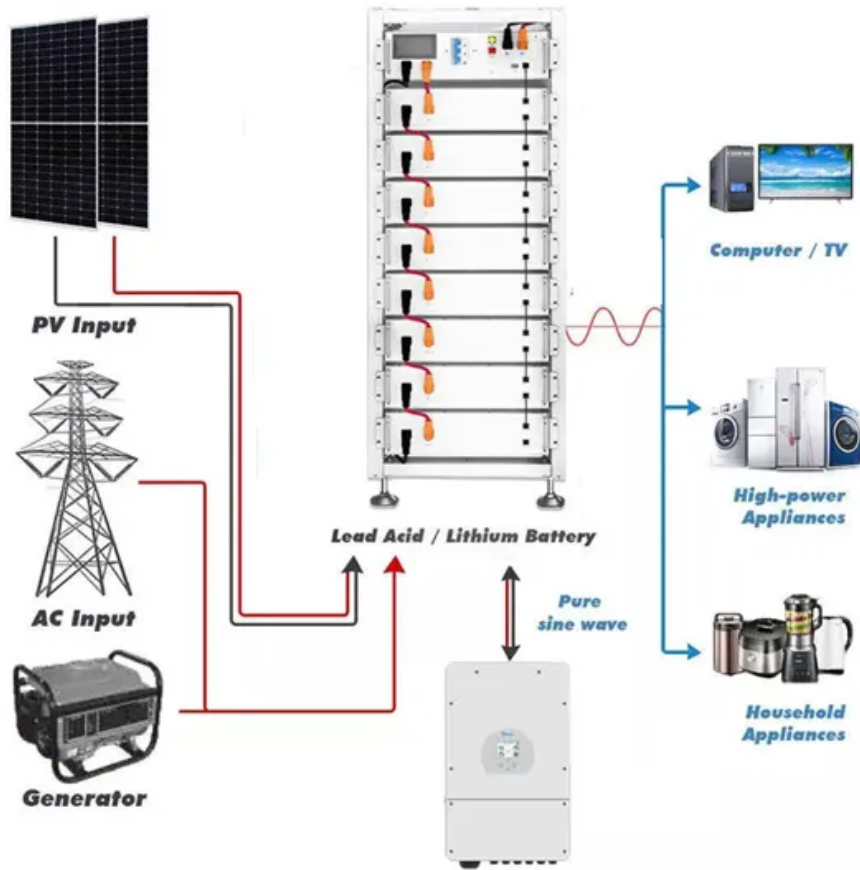 Computer / TV
PV Input
High-power
Appliances
Lead Acid / Lithium Battery
Pure
sine wave
AC Input
Household
Appliances
Generator